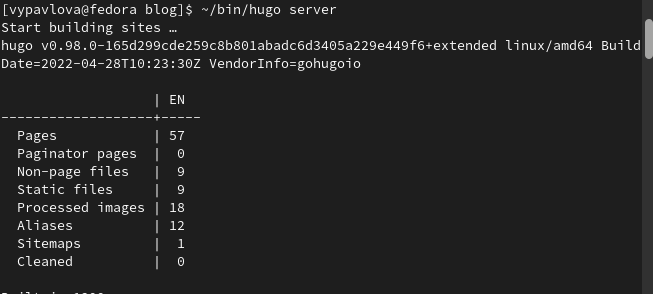 [vypavlova@fedora blog]$ ~/bin/hugo server
Start building sites …
hugo v0.98.0-165d299cde259c8b801abadc6d3405a229e449f6+extended linux/amd64 Build
Date=2022-04-28T10:23:30Z VendorInfo=gohugoio

                   | EN
-------------------+-----
  Pages            | 57
  Paginator pages  |  0
  Non-page files   |  9
  Static files     |  9
  Processed images | 18
  Aliases          | 12
  Sitemaps         |  1
  Cleaned          |  0